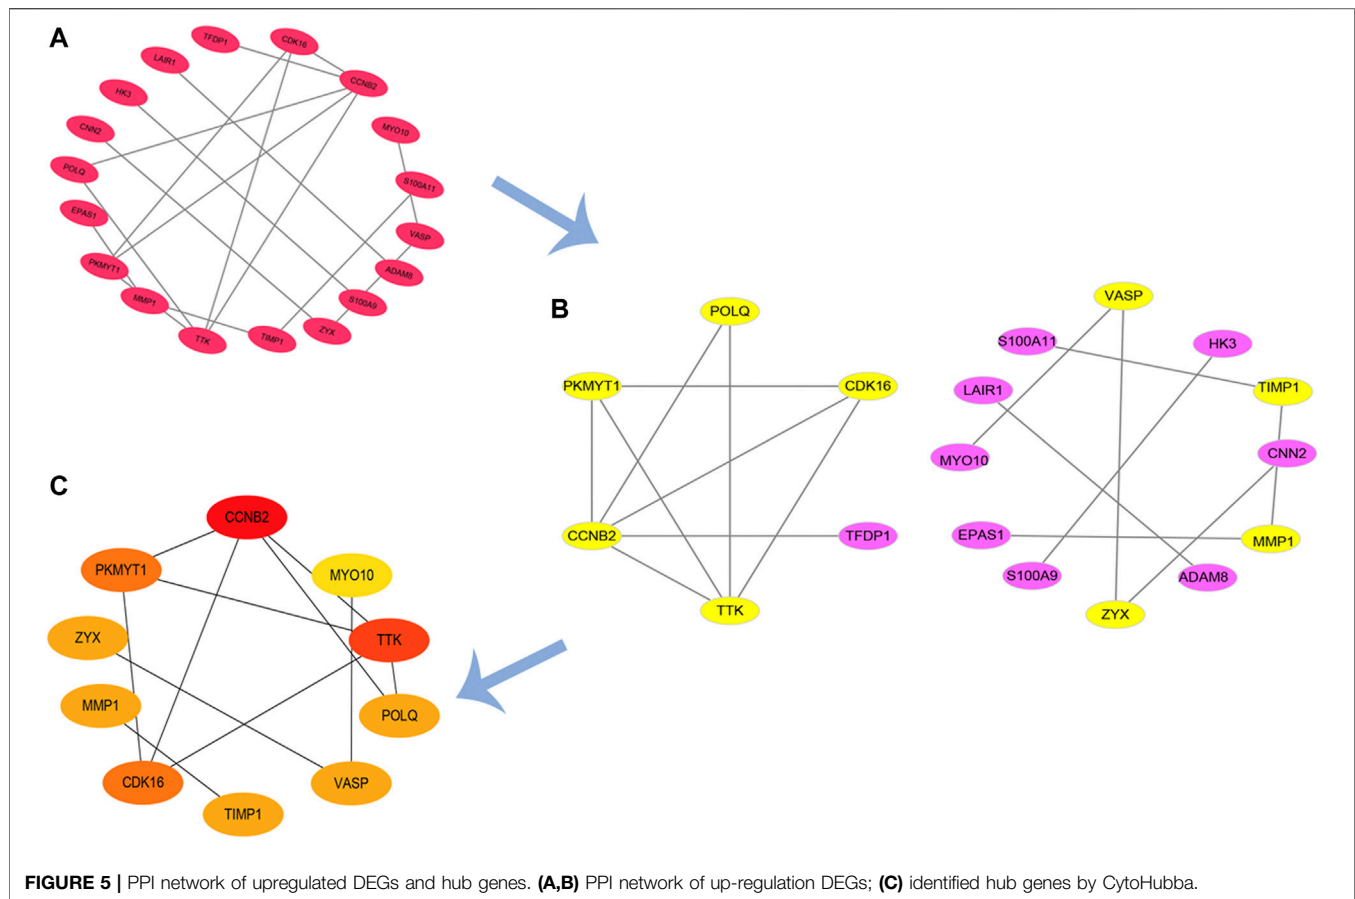 A
TFDP1
CDK16
LAIR1
CCNB2
HK3
CNN2
MYO10
POLQ
S100A11
EPAS1
VASP
PKMYT1
ADAM8
MMP1
S100A9
ZYX
TIMP1
TTK
B
POLQ
PKMYT1
CDK16
CCNB2
TFDP1
TTK
VASP
S100A11
HK3
LAIR1
TIMP1
MYO10
CNN2
EPAS1
MMP1
S100A9
ADAM8
ZYX
C
CCNB2
PKMYT1
MYO10
ZYX
TTK
MMP1
POLQ
CDK16
VASP
TIMP1
FIGURE 5 | PPI network of upregulated DEGs and hub genes. (A,B) PPI network of up-regulation DEGs; (C) identified hub genes by CytoHubba.